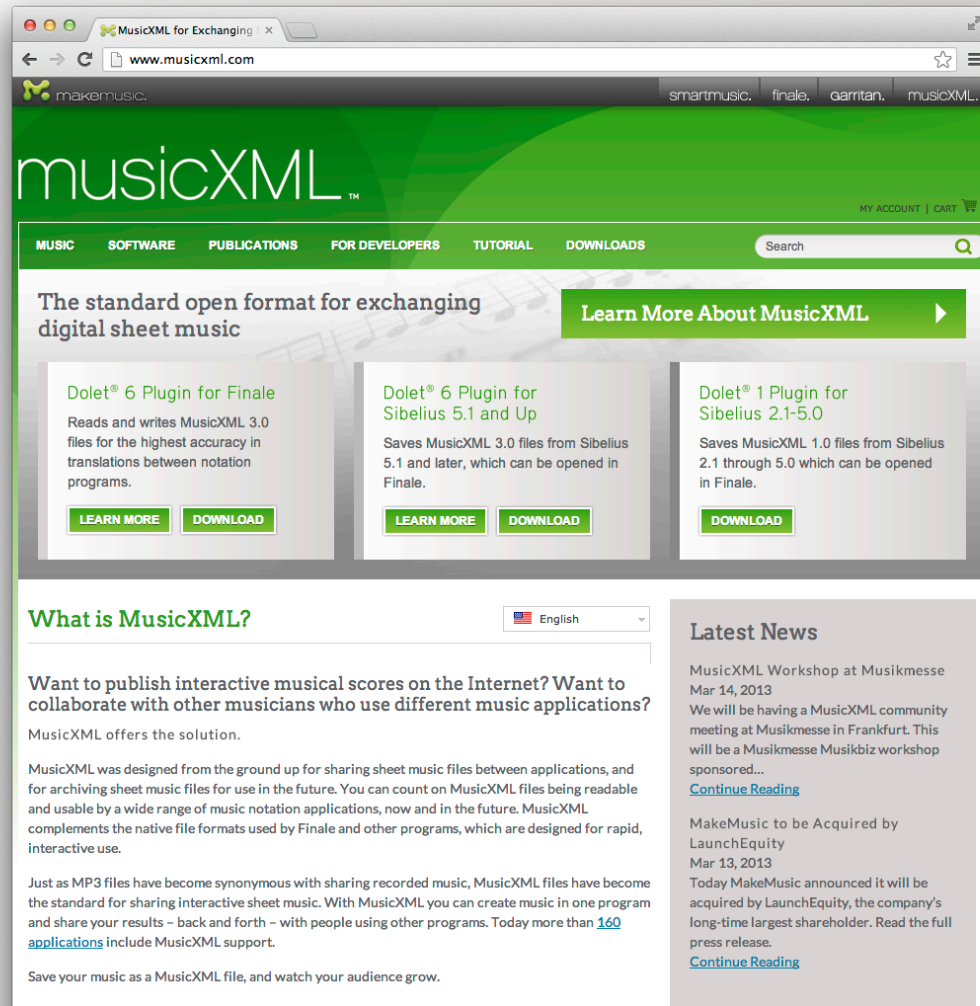 MusicXML for Exchanging
www.musicxml.com
makemusic.
smartmusic. finale. garritan. musicXML.
musicXML™
MY ACCOUNT | CART
MUSIC SOFTWARE PUBLICATIONS FOR DEVELOPERS TUTORIAL DOWNLOADS
Search
The standard open format for exchanging
digital sheet music
Learn More About MusicXML
Dolet® 6 Plugin for Finale
Reads and writes MusicXML 3.0
files for the highest accuracy in
translations between notation
programs.
LEARN MORE DOWNLOAD
Dolet® 6 Plugin for
Sibelius 5.1 and Up
Saves MusicXML 3.0 files from Sibelius
5.1 and later, which can be opened in
Finale.
LEARN MORE DOWNLOAD
Dolet® 1 Plugin for
Sibelius 2.1-5.0
Saves MusicXML 1.0 files from Sibelius
2.1 through 5.0 which can be opened
in Finale.
DOWNLOAD
What is MusicXML?
English
Want to publish interactive musical scores on the Internet? Want to
collaborate with other musicians who use different music applications?
MusicXML offers the solution.
MusicXML was designed from the ground up for sharing sheet music files between applications, and
for archiving sheet music files for use in the future. You can count on MusicXML files being readable
and usable by a wide range of music notation applications, now and in the future. MusicXML
complements the native file formats used by Finale and other programs, which are designed for rapid,
interactive use.
Just as MP3 files have become synonymous with sharing recorded music, MusicXML files have become
the standard for sharing interactive sheet music. With MusicXML you can create music in one program
and share your results – back and forth – with people using other programs. Today more than 160
applications include MusicXML support.
Save your music as a MusicXML file, and watch your audience grow.
Latest News
MusicXML Workshop at Musikmesse
Mar 14, 2013
We will be having a MusicXML community
meeting at Musikmesse in Frankfurt. This
will be a Musikmesse Musikbiz workshop
sponsored...
Continue Reading
MakeMusic to be Acquired by
LaunchEquity
Mar 13, 2013
Today MakeMusic announced it will be
acquired by LaunchEquity, the company's
long-time largest shareholder. Read the full
press release.
Continue Reading